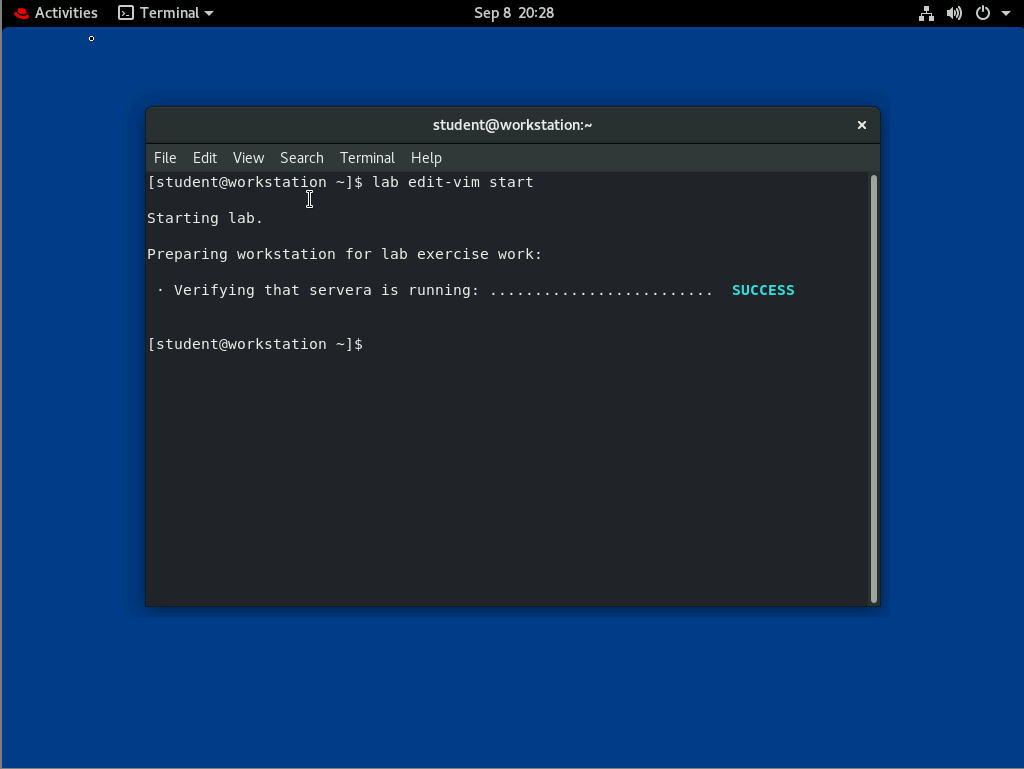 Activities Terminal Sep 8 20:28
student@workstation:~
File Edit View Search Terminal Help
[student@workstation ~]$ lab edit-vim start
Starting lab.
Preparing workstation for lab exercise work:
· Verifying that servera is running: ......................... SUCCESS
[student@workstation ~]$